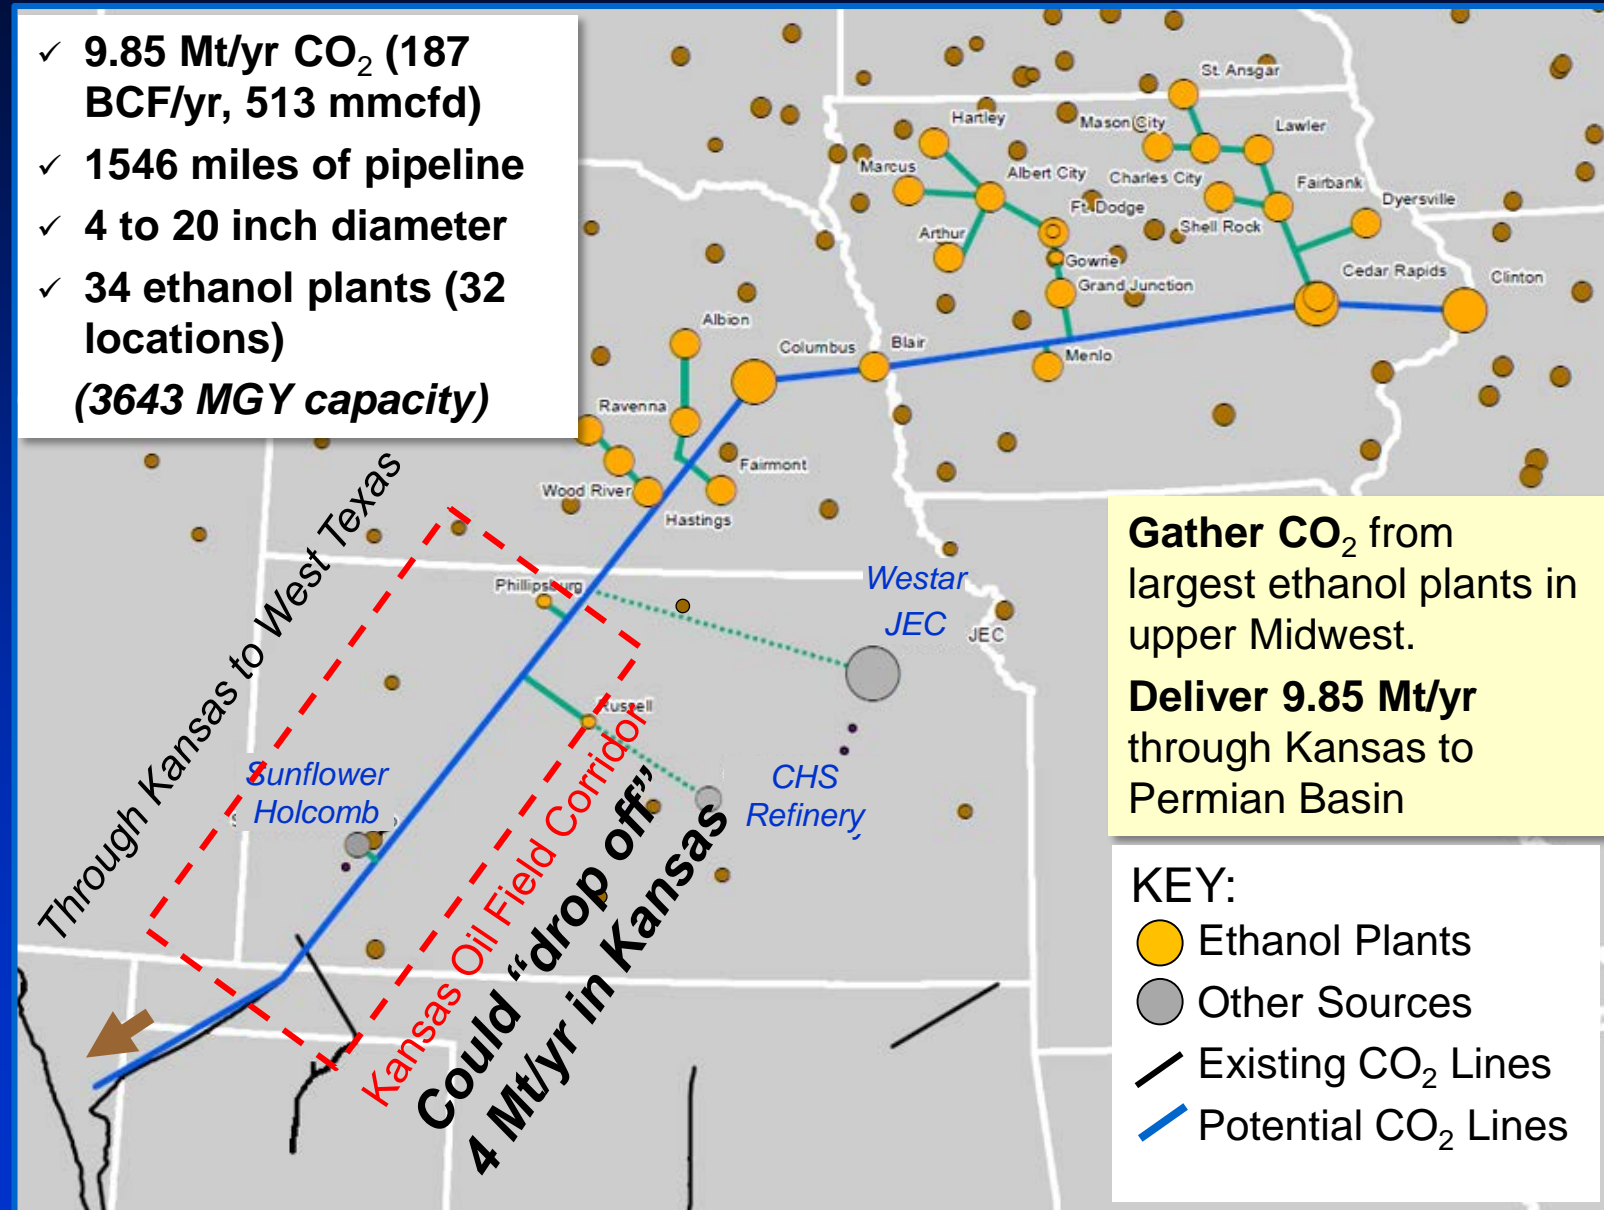 ✓ 9.85 Mt/yr CO₂ (187
BCF/yr, 513 mmcfd)
✓ 1546 miles of pipeline
✓ 4 to 20 inch diameter
✓ 34 ethanol plants (32
locations)
(3643 MGY capacity)
St. Ansgar
Hartley
Mason City
Lawler
Marcus
Albert City
Charles City
Fairbank
Dyersville
Ft. Dodge
Arthur
Shell Rock
Gowrie
Cedar Rapids
Clinton
Grand Junction
Albion
Columbus
Blair
Menlo
Ravenna
Fairmont
Wood River
Hastings
Through Kansas to West Texas
Phillipsburg
Westar
JEC
JEC
Russell
Sunflower
Holcomb
CHS
Refinery
Kansas Oil Field Corridor
Could “drop off”
4 Mt/yr in Kansas
Gather CO₂ from
largest ethanol plants in
upper Midwest.
Deliver 9.85 Mt/yr
through Kansas to
Permian Basin
KEY:
Ethanol Plants
Other Sources
Existing CO₂ Lines
Potential CO₂ Lines